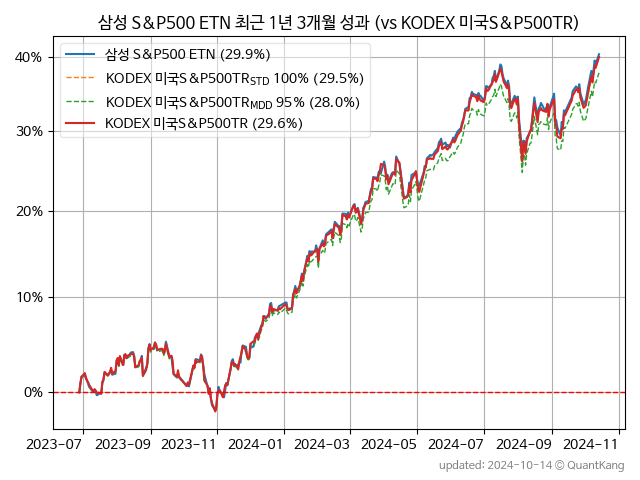 삼성 S&P500 ETN 최근 1년 3개월 성과 (vs KODEX 미국S&P500TR)
삼성 S&P500 ETN (29.9%)
KODEX 미국S&P500TR_STD 100% (29.5%)
KODEX 미국S&P500TR_MDD 95% (28.0%)
KODEX 미국S&P500TR (29.6%)
40%
30%
20%
10%
0%
2023-07 2023-09 2023-11 2024-01 2024-03 2024-05 2024-07 2024-09 2024-11
updated: 2024-10-14 ⓒ QuantKang